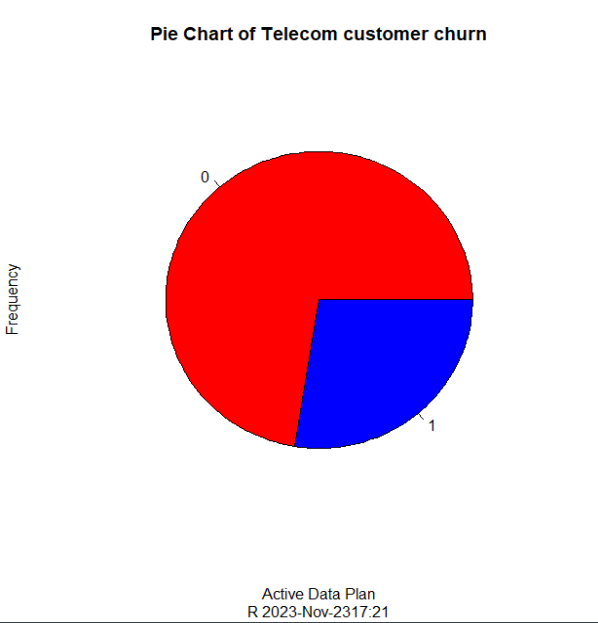 Pie Chart of Telecom customer churn
0
Frequency
1
Active Data Plan
R 2023-Nov-2317:21